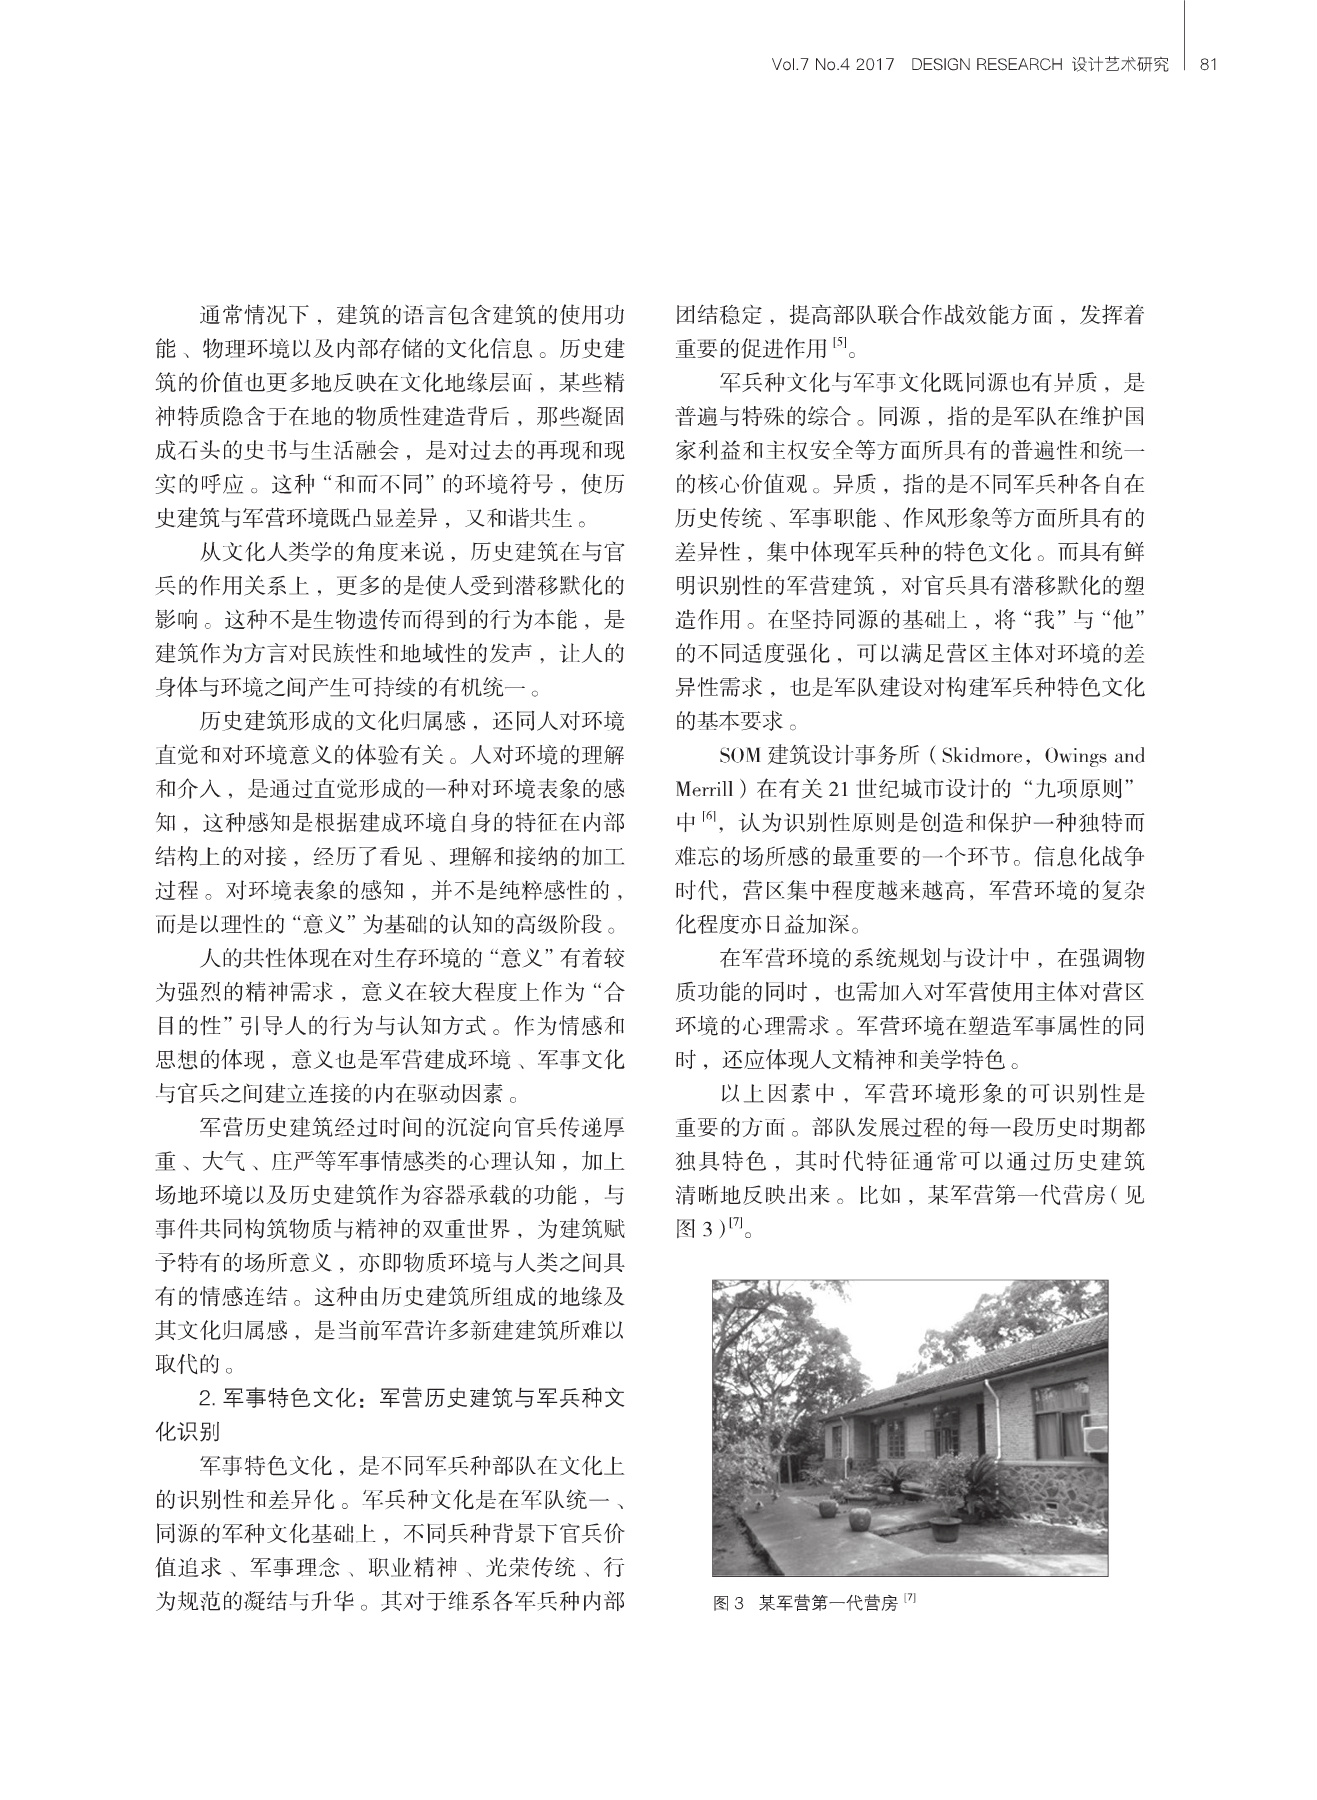 Vol.7 No.4 2017 DESIGN RESEARCH 设计艺术研究 81
通常情况下，建筑的语言包含建筑的使用功
能、物理环境以及内部存储的文化信息。历史建
筑的价值也更多地反映在文化地缘层面，某些精
神特质隐含于在地的物质性建造背后，那些凝固
成石头的史书与生活融会，是对过去的再现和现
实的呼应。这种“和而不同”的环境符号，使历
史建筑与军营环境既凸显差异，又和谐共生。
从文化人类学的角度来说，历史建筑在与官
兵的作用关系上，更多的是使人受到潜移默化的
影响。这种不是生物遗传而得到的行为本能，是
建筑作为方言对民族性和地域性的发声，让人的
身体与环境之间产生可持续的有机统一。
历史建筑形成的文化归属感，还同人对环境
直觉和对环境意义的体验有关。人对环境的理解
和介入，是通过直觉形成的一种对环境表象的感
知，这种感知是根据建成环境自身的特征在内部
结构上的对接，经历了看见、理解和接纳的加工
过程。对环境表象的感知，并不是纯粹感性的，
而是以理性的“意义”为基础的认知的高级阶段。
人的共性体现在对生存环境的“意义”有着较
为强烈的精神需求，意义在较大程度上作为“合
目的性”引导人的行为与认知方式。作为情感和
思想的体现，意义也是军营建成环境、军事文化
与官兵之间建立连接的内在驱动因素。
军营历史建筑经过时间的沉淀向官兵传递厚
重、大气、庄严等军事情感类的心理认知，加上
场地环境以及历史建筑作为容器承载的功能，与
事件共同构筑物质与精神的双重世界，为建筑赋
予特有的场所意义，亦即物质环境与人类之间具
有的情感连结。这种由历史建筑所组成的地缘及
其文化归属感，是当前军营许多新建建筑所难以
取代的。
2. 军事特色文化：军营历史建筑与军兵种文
化识别
军事特色文化，是不同军兵种部队在文化上
的识别性和差异化。军兵种文化是在军队统一、
同源的军种文化基础上，不同兵种背景下官兵价
值追求、军事理念、职业精神、光荣传统、行
为规范的凝结与升华。其对于维系各军兵种内部
团结稳定，提高部队联合作战效能方面，发挥着
重要的促进作用[5]。
军兵种文化与军事文化既同源也有异质，是
普遍与特殊的综合。同源，指的是军队在维护国
家利益和主权安全等方面所具有的普遍性和统一
的核心价值观。异质，指的是不同军兵种各自在
历史传统、军事职能、作风形象等方面所具有的
差异性，集中体现军兵种的特色文化。而具有鲜
明识别性的军营建筑，对官兵具有潜移默化的塑
造作用。在坚持同源的基础上，将“我”与“他”
的不同适度强化，可以满足营区主体对环境的差
异性需求，也是军队建设对构建军兵种特色文化
的基本要求。
SOM 建筑设计事务所（Skidmore，Owings and
Merrill）在有关 21 世纪城市设计的“九项原则”
中[6]，认为识别性原则是创造和保护一种独特而
难忘的场所感的最重要的一个环节。信息化战争
时代，营区集中程度越来越高，军营环境的复杂
化程度亦日益加深。
在军营环境的系统规划与设计中，在强调物
质功能的同时，也需加入对军营使用主体对营区
环境的心理需求。军营环境在塑造军事属性的同
时，还应体现人文精神和美学特色。
以上因素中，军营环境形象的可识别性是
重要的方面。部队发展过程的每一段历史时期都
独具特色，其时代特征通常可以通过历史建筑
清晰地反映出来。比如，某军营第一代营房（见
图 3）[7]。
图 3 某军营第一代营房[7]